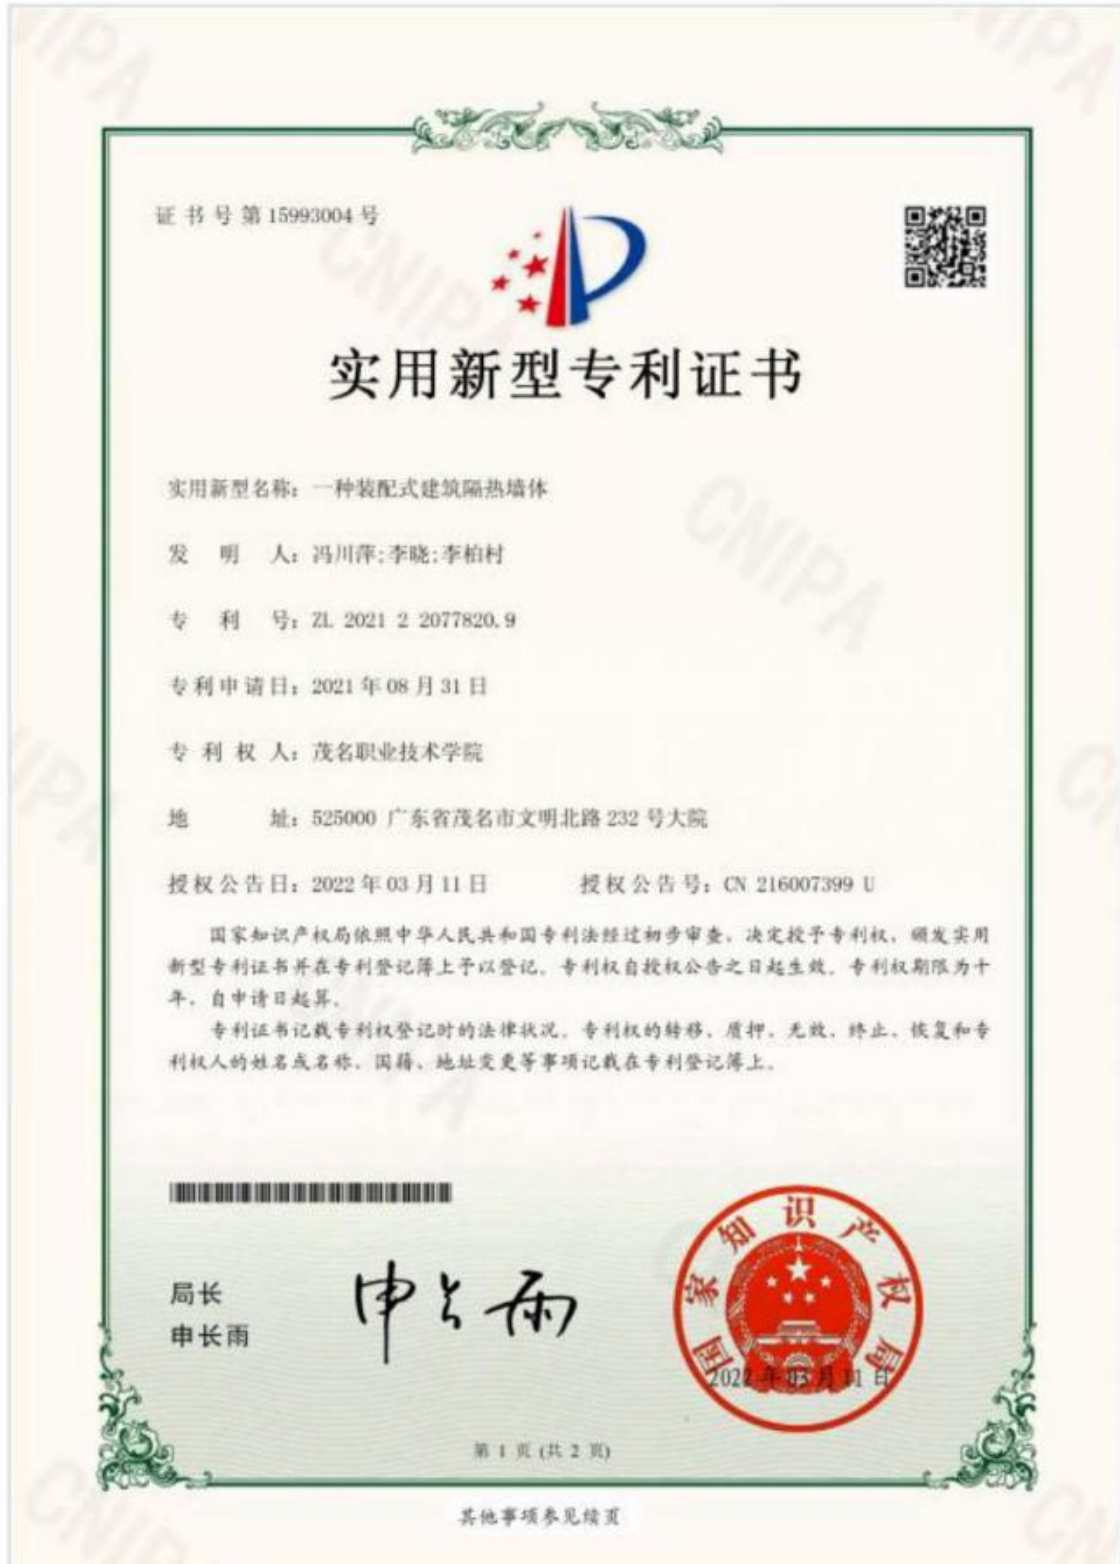 证书号第15993004号
实用新型专利证书
实用新型名称：一种装配式建筑隔热墙体
发明人：冯川萍;李晓;李柏村
专利号：ZL 2021 2 2077820.9
专利申请日：2021年08月31日
专利权人：茂名职业技术学院
地址：525000 广东省茂名市文明北路232号大院
授权公告日：2022年03月11日 授权公告号：CN 216007399 U
国家知识产权局依照中华人民共和国专利法经过初步审查，决定授予专利权，颁发实用
新型专利证书并在专利登记簿上予以登记。专利权自授权公告之日起生效。专利权期限为十
年，自申请日起算。
专利证书记载专利权登记时的法律状况。专利权的转移、质押、无效、终止、恢复和专
利权人的姓名或名称、国籍、地址变更等事项记载在专利登记簿上。
局长
申长雨
申长雨
国家知识产权局
2022年03月11日
第 1 页 (共 2 页)
其他事项参见续页
CNIPA
CNIPA
CNIPA
CNIPA